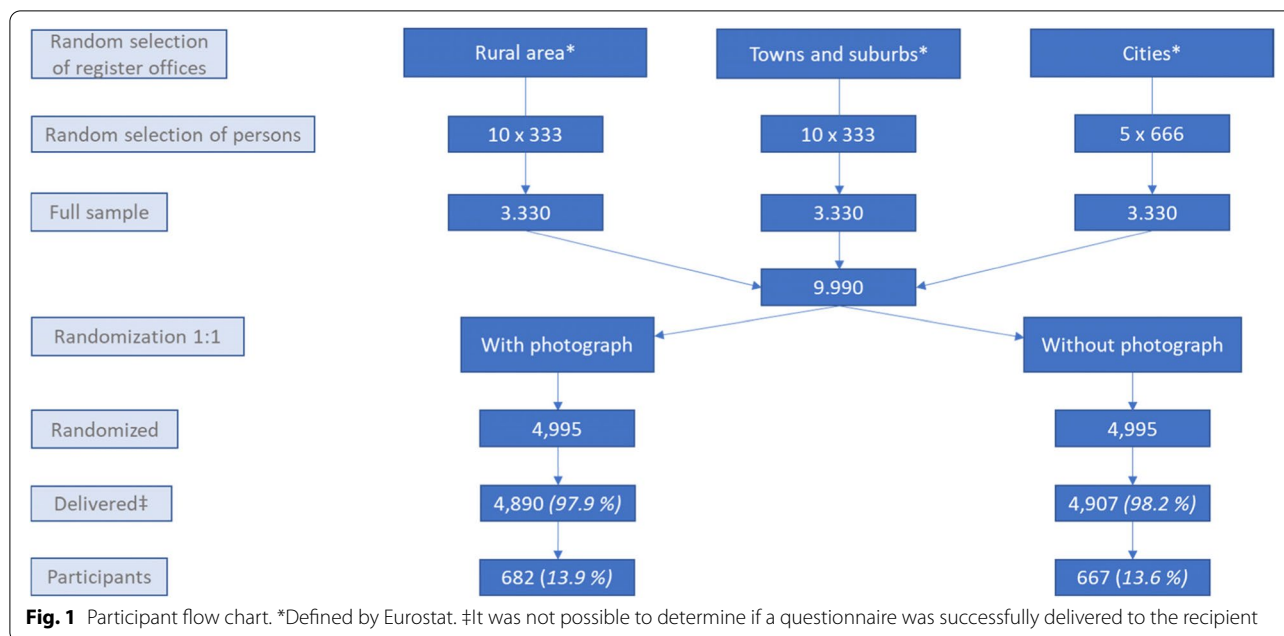 Random selection
of register offices
Rural area*
Towns and suburbs*
Cities*
Random selection of persons
10 x 333
10 x 333
5 x 666
Full sample
3.330
3.330
3.330
9.990
Randomization 1:1
With photograph
Without photograph
Randomized
4,995
4,995
Delivered‡
4,890 (97.9 %)
4,907 (98.2 %)
Participants
682 (13.9 %)
667 (13.6 %)
Fig. 1 Participant flow chart. *Defined by Eurostat. ‡It was not possible to determine if a questionnaire was successfully delivered to the recipient